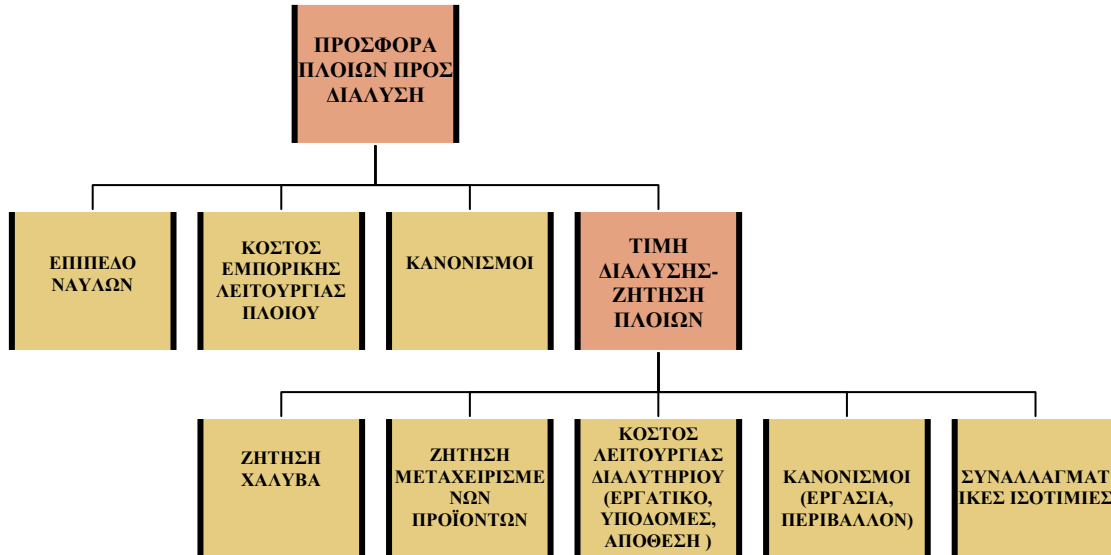 ΠΡΟΣΦΟΡΑ
ΠΛΟΙΩΝ ΠΡΟΣ
ΔΙΑΛΥΣΗ
ΕΠΙΠΕΔΟ
ΝΑΥΛΩΝ
ΚΟΣΤΟΣ
ΕΜΠΟΡΙΚΗΣ
ΛΕΙΤΟΥΡΓΙΑΣ
ΠΛΟΙΟΥ
ΚΑΝΟΝΙΣΜΟΙ
ΤΙΜΗ
ΔΙΑΛΥΣΗΣ-
ΖΗΤΗΣΗ
ΠΛΟΙΩΝ
ΖΗΤΗΣΗ
ΧΑΛΥΒΑ
ΖΗΤΗΣΗ
ΜΕΤΑΧΕΙΡΙΣΜΕ
ΝΩΝ
ΠΡΟΪΟΝΤΩΝ
ΚΟΣΤΟΣ
ΛΕΙΤΟΥΡΓΙΑΣ
ΔΙΑΛΥΤΗΡΙΟΥ
(ΕΡΓΑΤΙΚΟ,
ΥΠΟΔΟΜΕΣ,
ΑΠΟΘΕΣΗ )
ΚΑΝΟΝΙΣΜΟΙ
(ΕΡΓΑΣΙΑ,
ΠΕΡΙΒΑΛΛΟΝ)
ΣΥΝΑΛΛΑΓΜΑΤ
ΙΚΕΣ ΙΣΟΤΙΜΙΕΣ